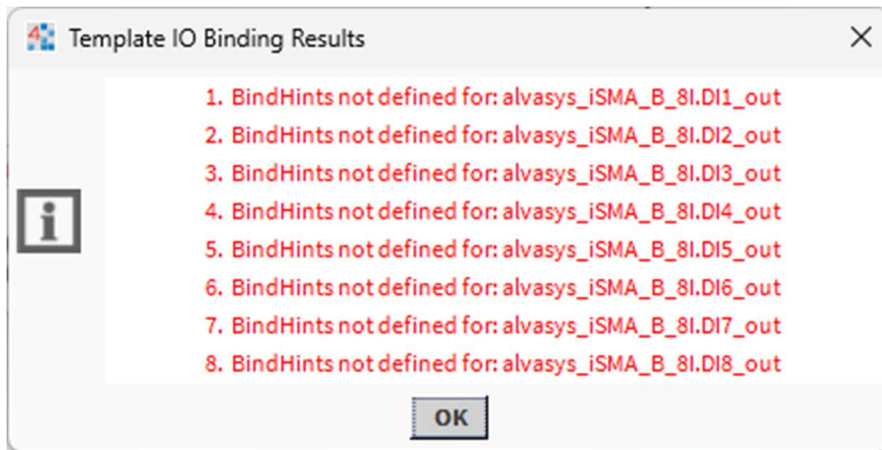 Template IO Binding Results
1. BindHints not defined for: alvasys_iSMA_B_8I.DI1_out
2. BindHints not defined for: alvasys_iSMA_B_8I.DI2_out
3. BindHints not defined for: alvasys_iSMA_B_8I.DI3_out
4. BindHints not defined for: alvasys_iSMA_B_8I.DI4_out
5. BindHints not defined for: alvasys_iSMA_B_8I.DI5_out
6. BindHints not defined for: alvasys_iSMA_B_8I.DI6_out
7. BindHints not defined for: alvasys_iSMA_B_8I.DI7_out
8. BindHints not defined for: alvasys_iSMA_B_8I.DI8_out
OK